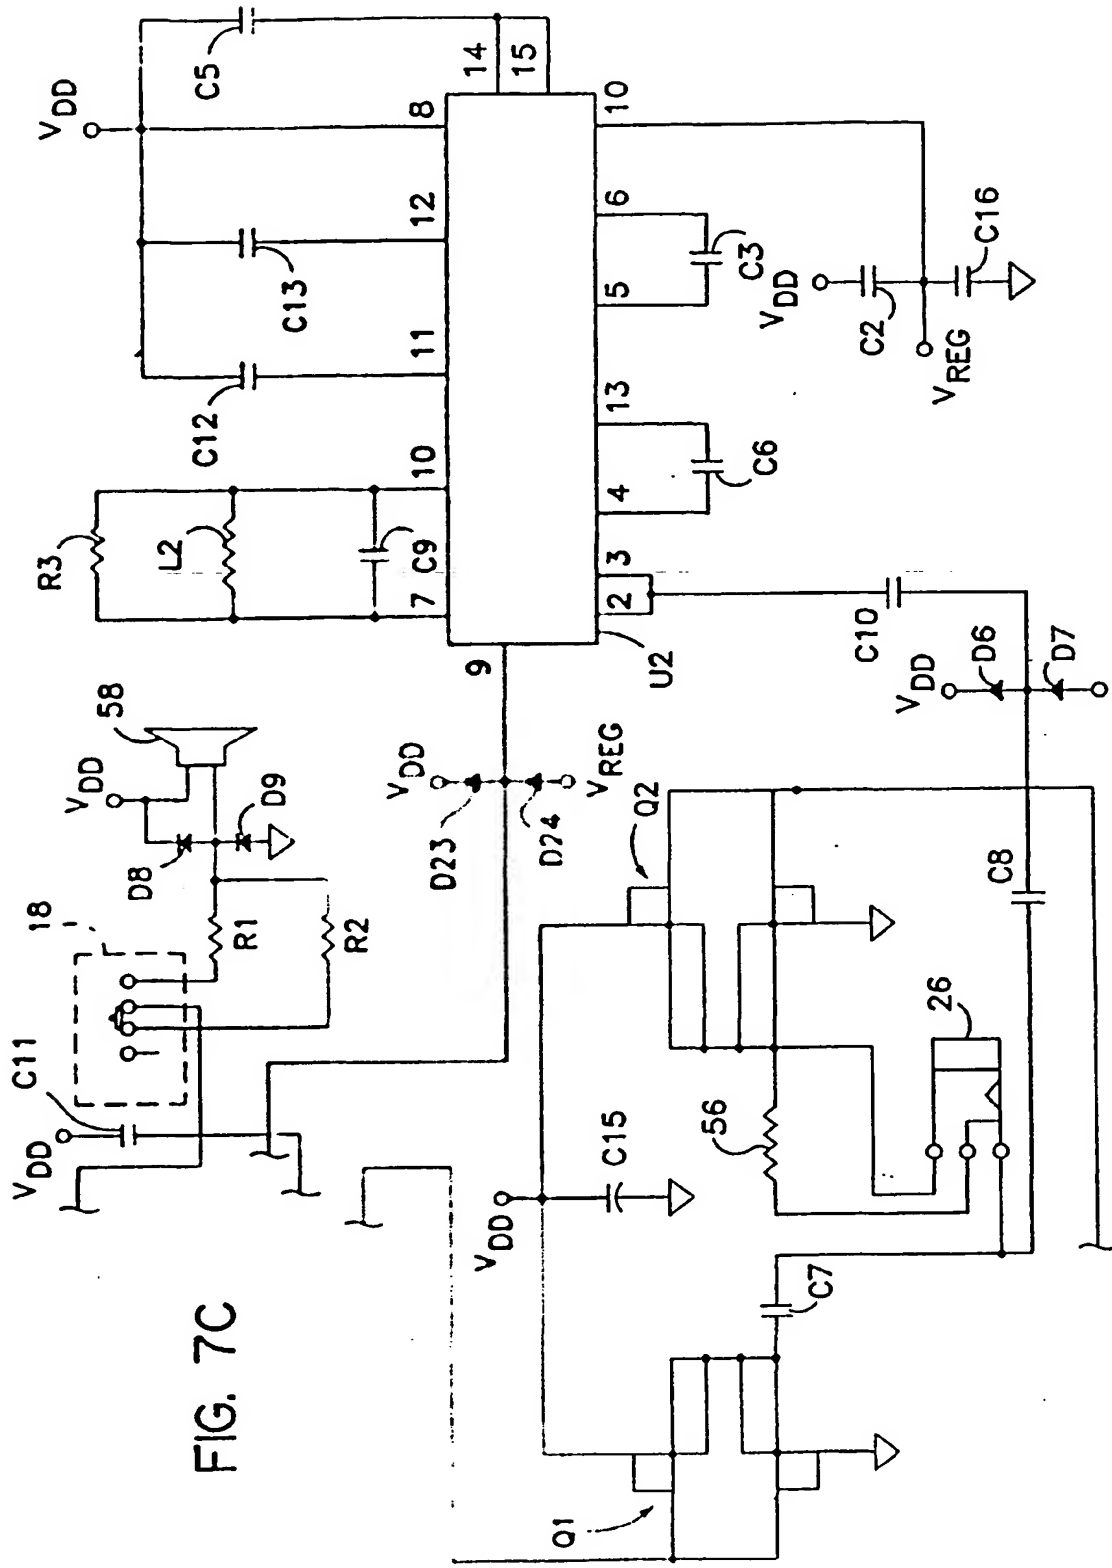 FIG. 7C
VDD
C5
14
15
8
12
11
10
7
C13
C12
R3
L2
C9
9
2
3
4
13
5
6
10
U2
C6
C3
VDD
C2
C16
VREG
C10
VDD
D6
D7
58
VDD
D8
D9
18
R1
R2
C11
VDD
VDD
D23
D24
VREG
Q2
VDD
C15
56
26
C8
C7
Q1